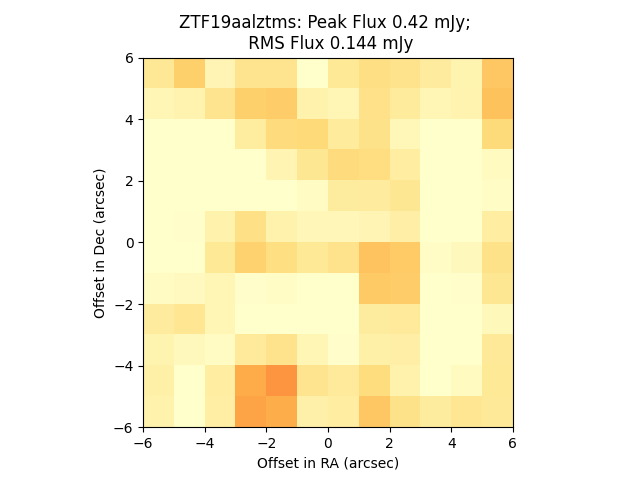 ZTF19aalztms: Peak Flux 0.42 mJy;
RMS Flux 0.144 mJy
6
4
2
0
−2
−4
−6
Offset in Dec (arcsec)
−6 −4 −2 0 2 4 6
Offset in RA (arcsec)